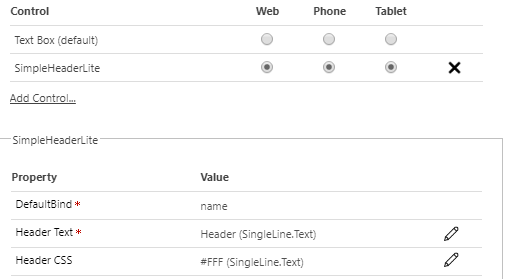 Control Web Phone Tablet
Text Box (default)
SimpleHeaderLite
Add Control...
SimpleHeaderLite
Property Value
DefaultBind * name
Header Text * Header (SingleLine.Text)
Header CSS #FFF (SingleLine.Text)